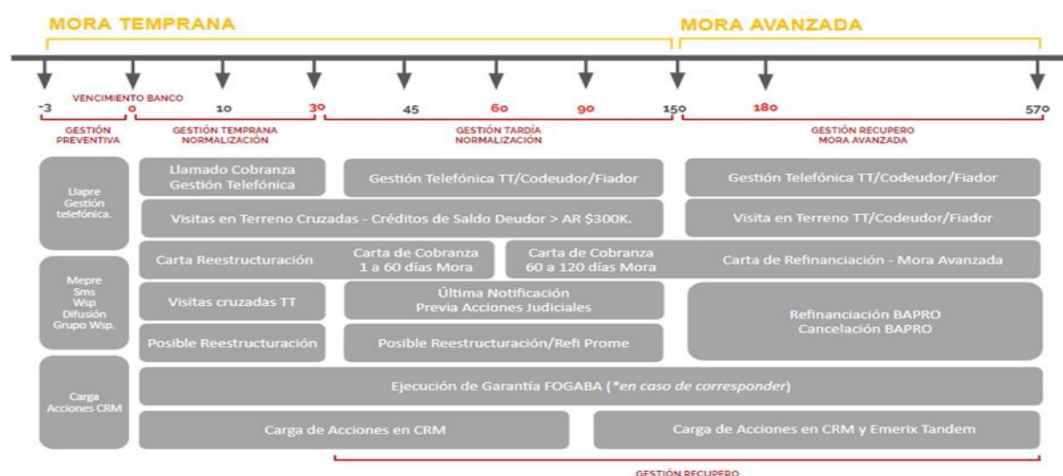 MORA TEMPRANA
MORA AVANZADA
VENCIMIENTO BANCO
-3
0
10
30
45
60
90
150
180
570
GESTIÓN
PREVENTIVA
GESTIÓN TEMPRANA
NORMALIZACIÓN
GESTIÓN TARDÍA
NORMALIZACIÓN
GESTIÓN RECUPERO
MORA AVANZADA
Llapre
Gestión
telefónica.
Llamado Cobranza
Gestión Telefónica
Gestión Telefónica TT/Codeudor/Fiador
Gestión Telefónica TT/Codeudor/Fiador
Visitas en Terreno Cruzadas - Créditos de Saldo Deudor > AR $300K.
Visita en Terreno TT/Codeudor/Fiador
Mepre
Sms
Wsp
Difusión
Grupo Wsp.
Carta Reestructuración
Carta de Cobranza
1 a 60 días Mora
Carta de Cobranza
60 a 120 días Mora
Carta de Refinanciación - Mora Avanzada
Visitas cruzadas TT
Última Notificación
Previa Acciones Judiciales
Refinanciación BAPRO
Cancelación BAPRO
Posible Reestructuración
Posible Reestructuración/Refi Prome
Carga
Acciones CRM
Ejecución de Garantía FOGABA (*en caso de corresponder)
Carga de Acciones en CRM
Carga de Acciones en CRM y Emerix Tandem
GESTIÓN RECUPERO